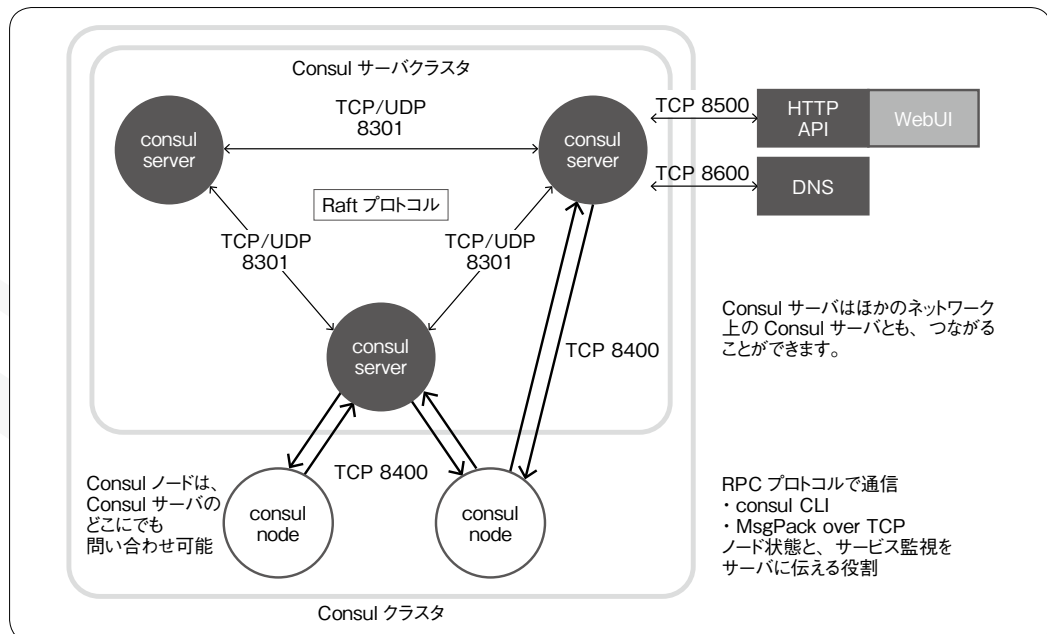 Consul サーバクラスタ
TCP/UDP
8301
consul
server
consul
server
TCP 8500
HTTP
API
WebUI
TCP 8600
DNS
Raft プロトコル
TCP/UDP
8301
TCP/UDP
8301
consul
server
TCP 8400
Consul サーバはほかのネットワーク
上の Consul サーバとも、つながる
ことができます。
Consul ノードは、
Consul サーバの
どこにでも
問い合わせ可能
TCP 8400
consul
node
consul
node
RPC プロトコルで通信
・consul CLI
・MsgPack over TCP
ノード状態と、サービス監視を
サーバに伝える役割
Consul クラスタ